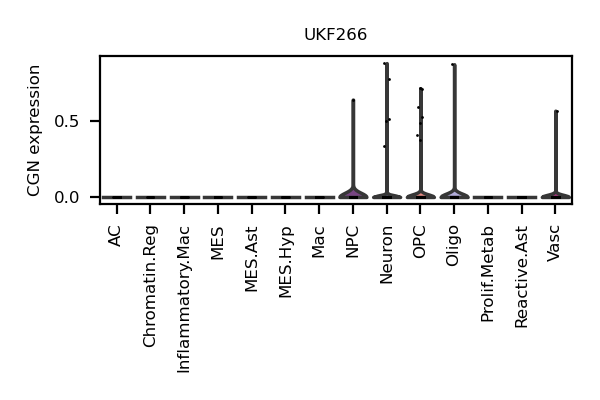 UKF266
CGN expression
0.5
0.0
AC
Chromatin.Reg
Inflammatory.Mac
MES
MES.Ast
MES.Hyp
Mac
NPC
Neuron
OPC
Oligo
Prolif.Metab
Reactive.Ast
Vasc